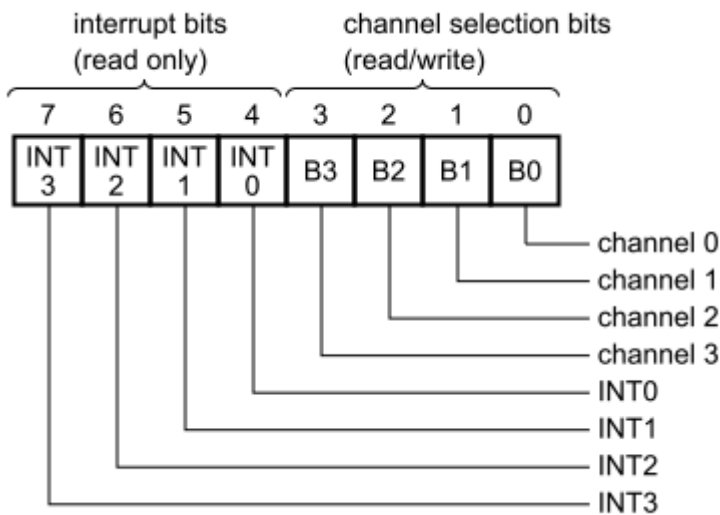 interrupt bits channel selection bits
(read only) (read/write)
7 6 5 4 3 2 1 0
INT INT INT INT B3 B2 B1 B0
3 2 1 0
channel 0
channel 1
channel 2
channel 3
INT0
INT1
INT2
INT3